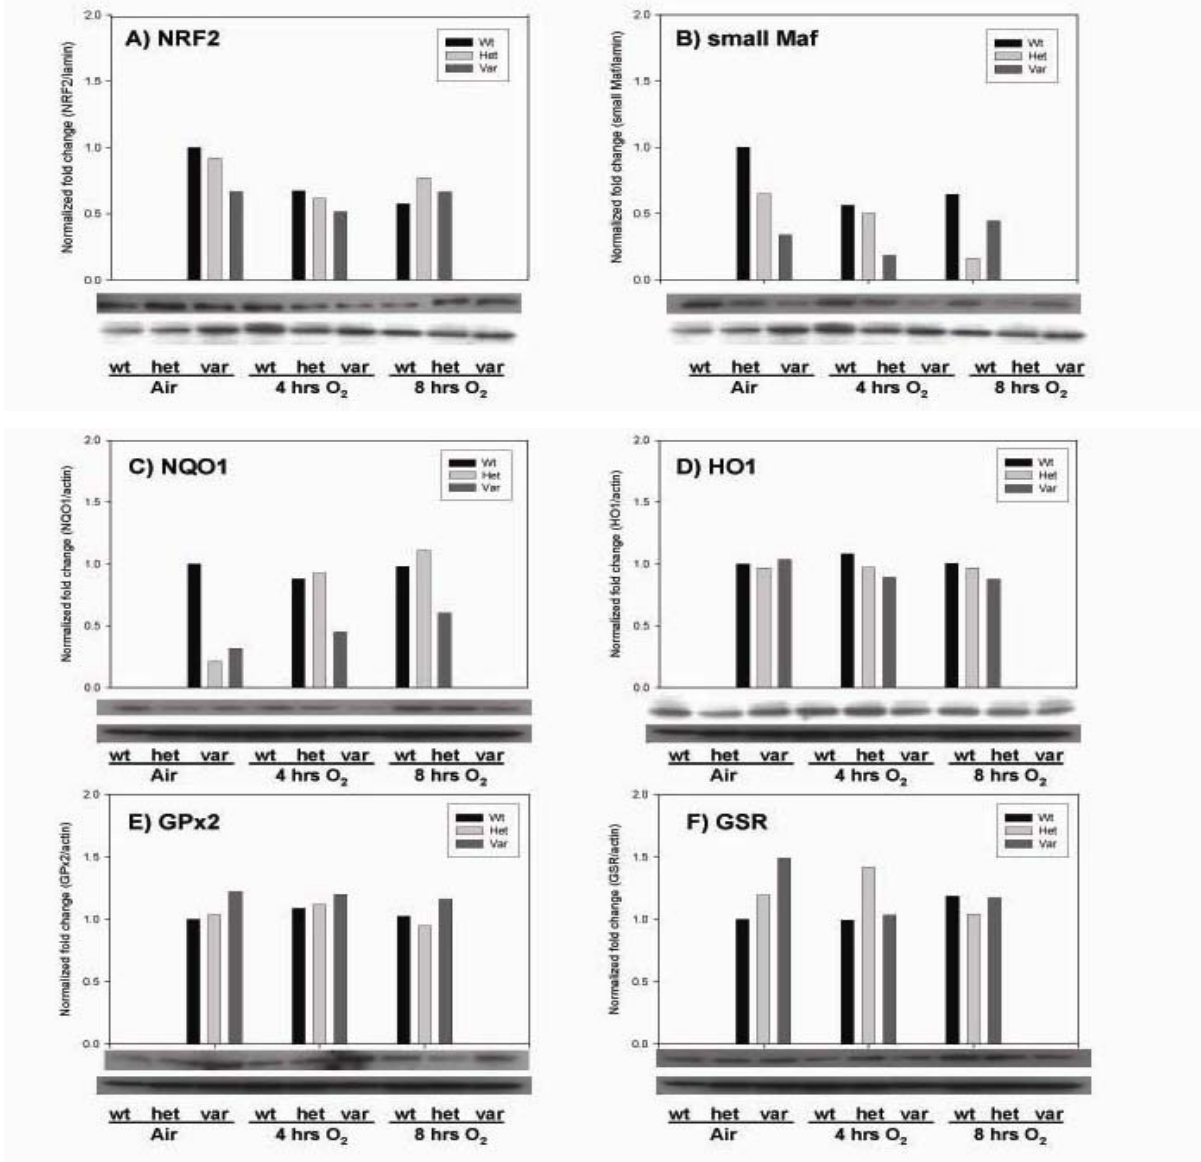 A) NRF2
Wt
Het
Var
Normalized fold change (NRF2/lamin)
2.0
1.5
1.0
0.5
0.0
wt het var wt het var wt het var
Air 4 hrs O₂ 8 hrs O₂
B) small Maf
Wt
Het
Var
Normalized fold change (small Maf/lamin)
2.0
1.5
1.0
0.5
0.0
wt het var wt het var wt het var
Air 4 hrs O₂ 8 hrs O₂
C) NQO1
Wt
Het
Var
Normalized fold change (NQO1/actin)
2.0
1.5
1.0
0.5
0.0
wt het var wt het var wt het var
Air 4 hrs O₂ 8 hrs O₂
D) HO1
Wt
Het
Var
Normalized fold change (HO1/actin)
2.0
1.5
1.0
0.5
0.0
wt het var wt het var wt het var
Air 4 hrs O₂ 8 hrs O₂
E) GPx2
Wt
Het
Var
Normalized fold change (GPx2/actin)
2.0
1.5
1.0
0.5
0.0
wt het var wt het var wt het var
Air 4 hrs O₂ 8 hrs O₂
F) GSR
Wt
Het
Var
Normalized fold change (GSR/actin)
2.0
1.5
1.0
0.5
0.0
wt het var wt het var wt het var
Air 4 hrs O₂ 8 hrs O₂